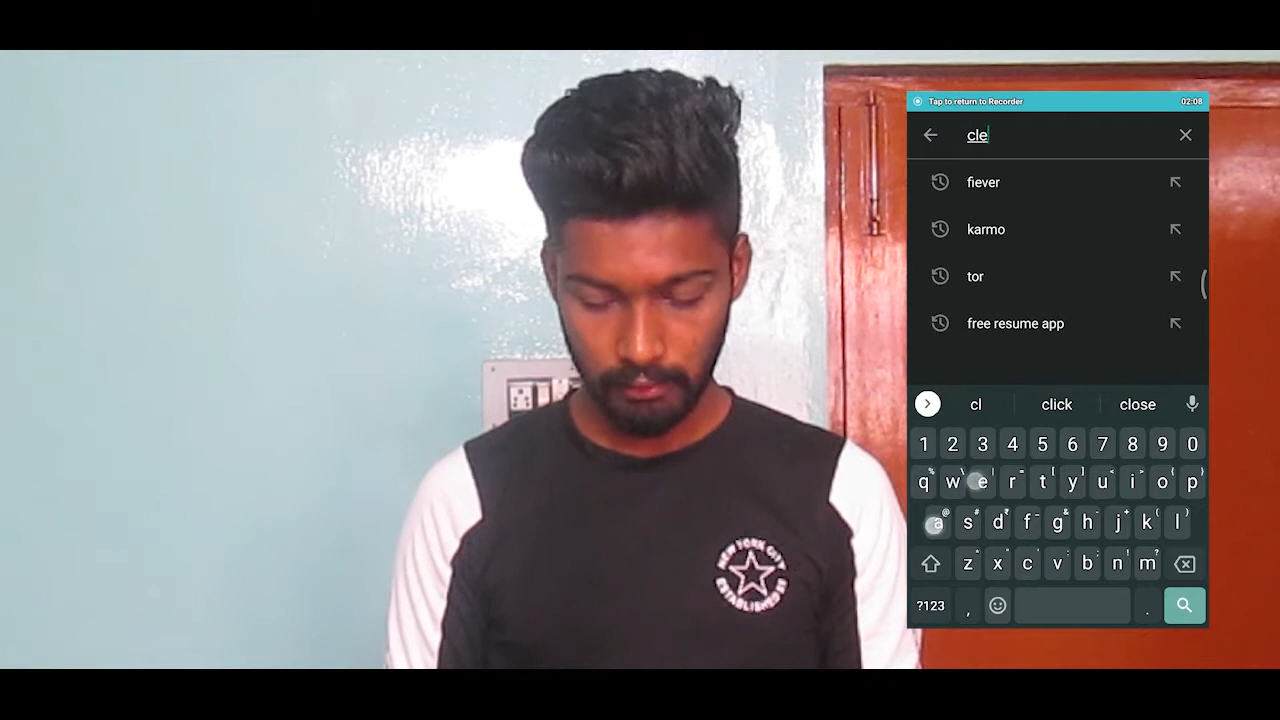 Tap to return to Recorder 02:08
cle
fiever
karmo
tor
free resume app
cl click close
1 2 3 4 5 6 7 8 9 0
q w e r t y u i o p
a s d f g h j k l
z x c v b n m
?123 , .
NEW YORK CITY
ESTABLISHED